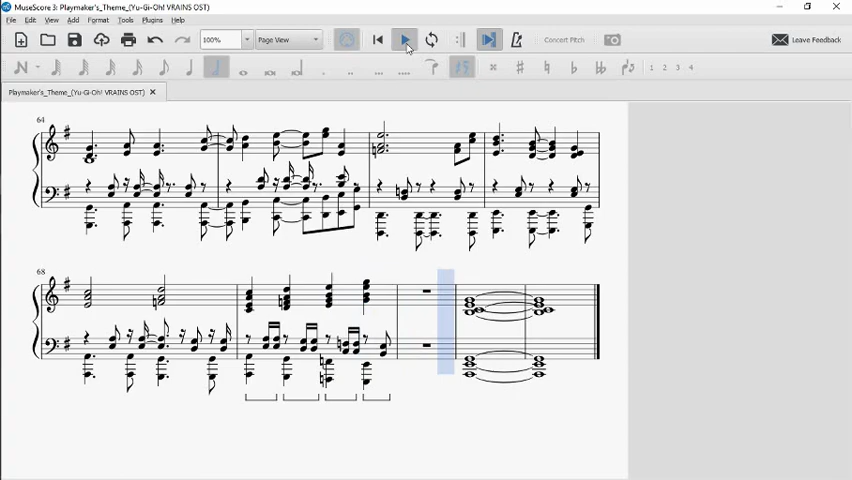 MuseScore 3: Playmaker's_Theme_(Yu-Gi-Oh! VRAINS OST)
File Edit View Add Format Tools Plugins Help
100% Page View Concert Pitch Leave Feedback
1 2 3 4
Playmaker's_Theme_(Yu-Gi-Oh! VRAINS OST)
64
68